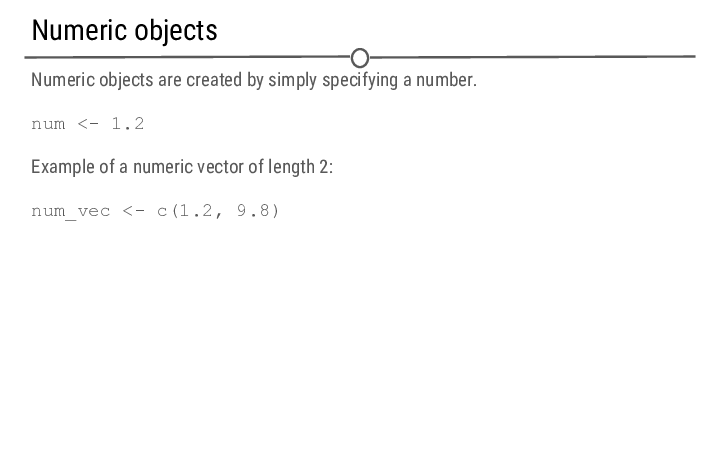 Numeric objects
Numeric objects are created by simply specifying a number.
num <- 1.2
Example of a numeric vector of length 2:
num_vec <- c(1.2, 9.8)